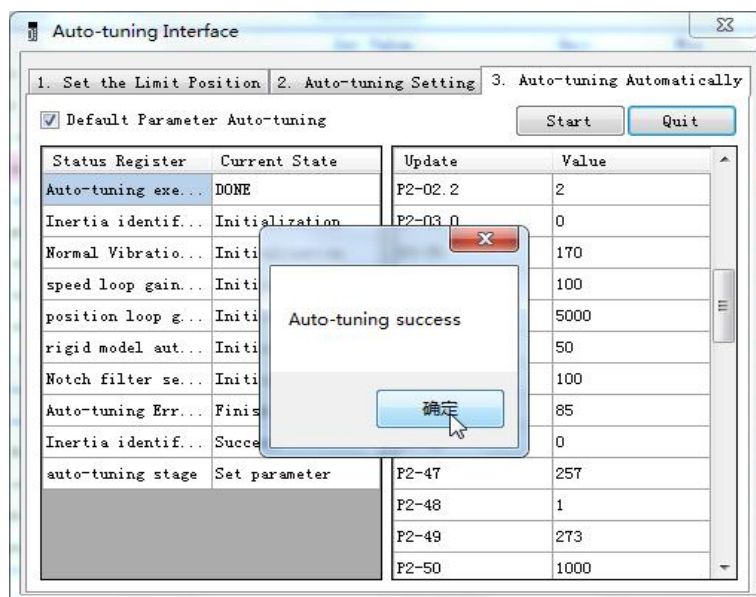 Auto-tuning Interface
1. Set the Limit Position 2. Auto-tuning Setting 3. Auto-tuning Automatically
Default Parameter Auto-tuning Start Quit
Status Register Current State Update Value
Auto-tuning exe... DONE P2-02.2 2
Inertia identif... Initialization P2-03.0 0
Normal Vibratio... Initi 170
speed loop gain... Initi 100
position loop g... Initi 5000
rigid model aut... Initi 50
Notch filter se... Initi 100
Auto-tuning Err... Finis 85
Inertia identif... Succe 0
auto-tuning stage Set parameter P2-47 257
P2-48 1
P2-49 273
P2-50 1000
Auto-tuning success
确定